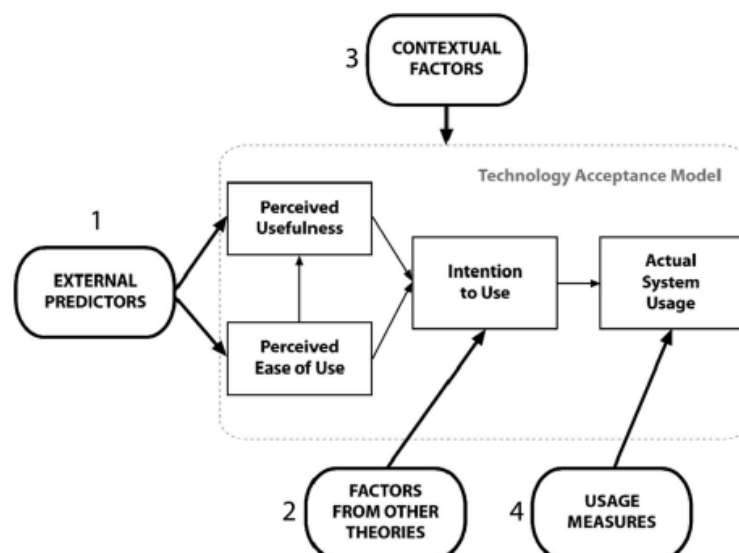 3
CONTEXTUAL
FACTORS
Technology Acceptance Model
1
EXTERNAL
PREDICTORS
Perceived
Usefulness
Perceived
Ease of Use
Intention
to Use
Actual
System
Usage
2
FACTORS
FROM OTHER
THEORIES
4
USAGE
MEASURES